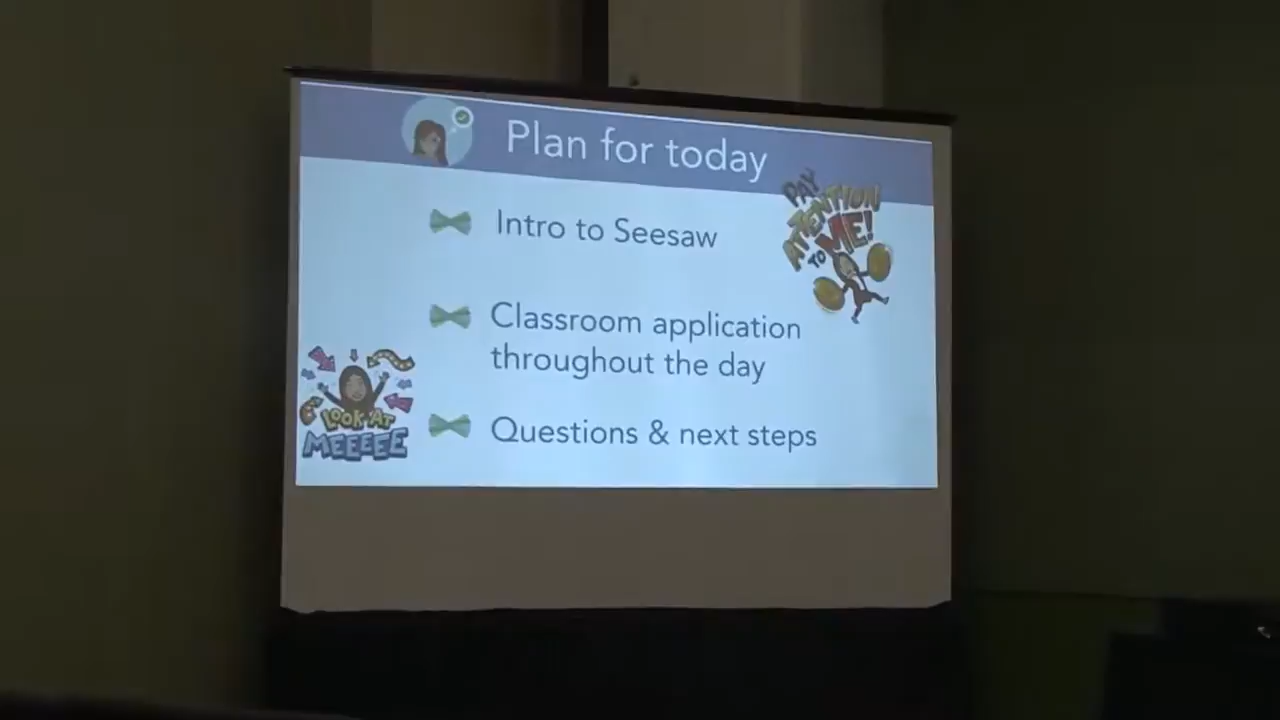 Plan for today
PAY
ATTENTION
TO ME!
Intro to Seesaw
Classroom application
throughout the day
LOOK AT
MEEEEE
Questions & next steps